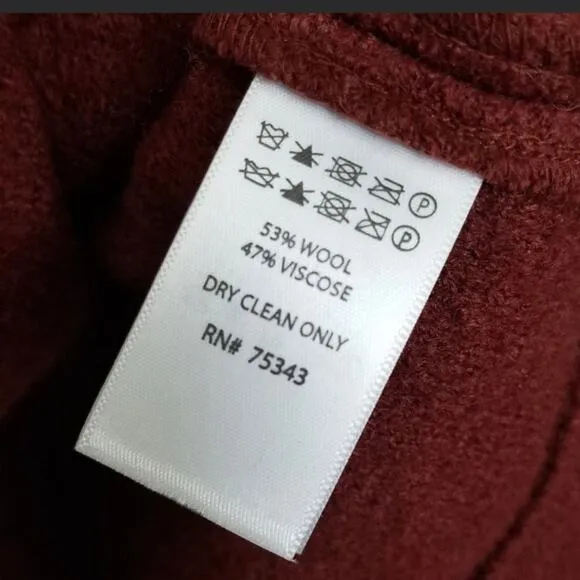 P
P
53% WOOL
47% VISCOSE
DRY CLEAN ONLY
RN# 75343